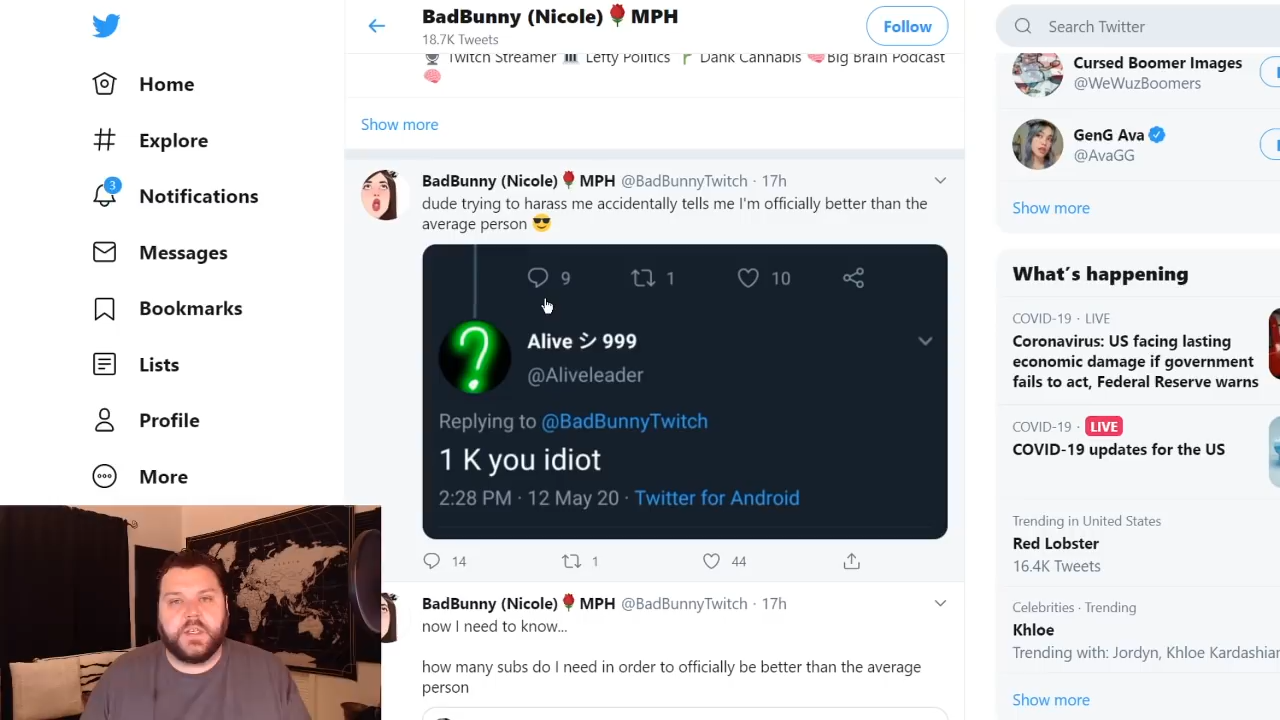 Home
Explore
3
Notifications
Messages
Bookmarks
Lists
Profile
More
BadBunny (Nicole)🌹MPH
18.7K Tweets
Follow
🎙 Twitch Streamer 🏛 Lefty Politics 🌱 Dank Cannabis 🧠Big Brain Podcast
🧠
Show more
BadBunny (Nicole)🌹MPH @BadBunnyTwitch · 17h
dude trying to harass me accidentally tells me I'm officially better than the
average person 😎
9 1 10
Alive シ 999
@Aliveleader
Replying to @BadBunnyTwitch
1 K you idiot
2:28 PM · 12 May 20 · Twitter for Android
14 1 44
BadBunny (Nicole)🌹MPH @BadBunnyTwitch · 17h
now I need to know...
how many subs do I need in order to officially be better than the average
person
Search Twitter
Cursed Boomer Images
@WeWuzBoomers
GenG Ava
@AvaGG
Show more
What's happening
COVID-19 · LIVE
Coronavirus: US facing lasting
economic damage if government
fails to act, Federal Reserve warns
COVID-19 · LIVE
COVID-19 updates for the US
Trending in United States
Red Lobster
16.4K Tweets
Celebrities · Trending
Khloe
Trending with: Jordyn, Khloe Kardashian
Show more